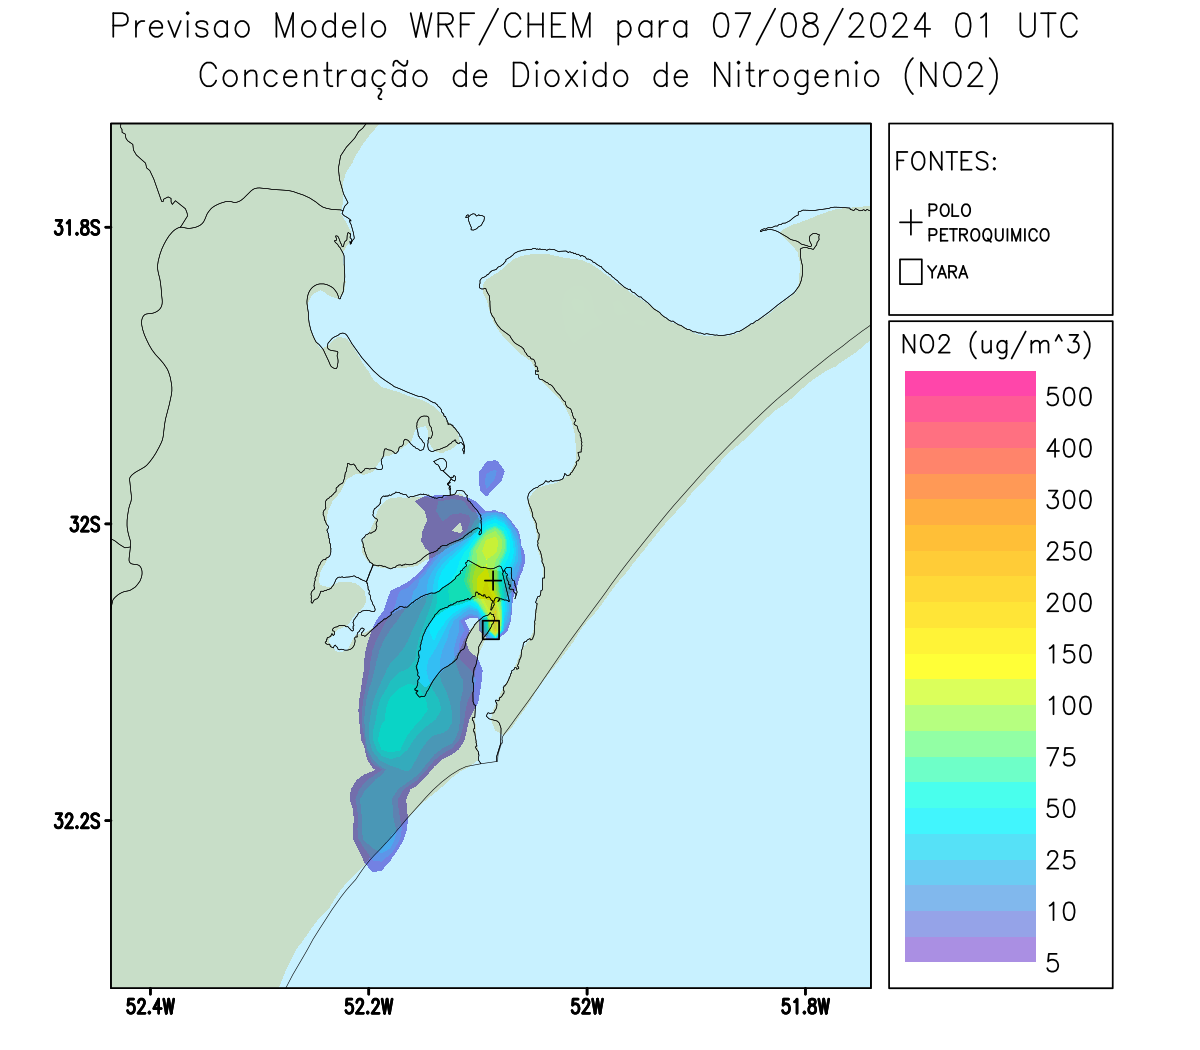 Previsao Modelo WRF/CHEM para 07/08/2024 01 UTC
Concentração de Dioxido de Nitrogenio (NO2)
FONTES:
POLO
PETROQUIMICO
YARA
NO2 (ug/m^3)
500
400
300
250
200
150
100
75
50
25
10
5
31.8S
32S
32.2S
52.4W
52.2W
52W
51.8W